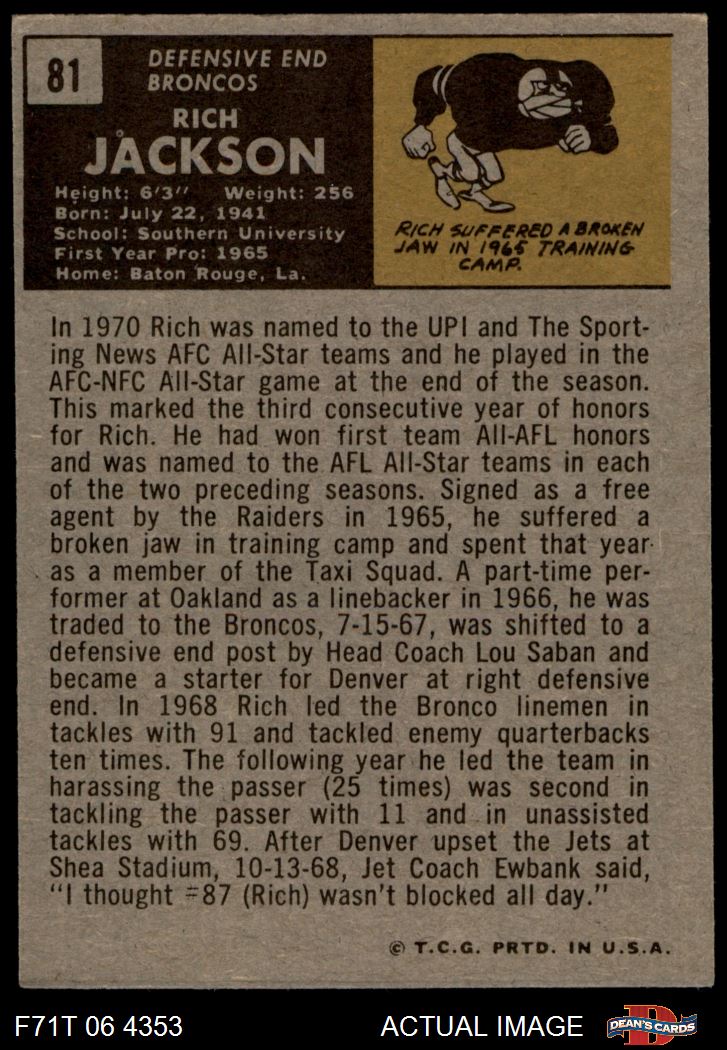 81
DEFENSIVE END
BRONCOS
RICH
JACKSON
Height: 6'3" Weight: 256
Born: July 22, 1941
School: Southern University
First Year Pro: 1965
Home: Baton Rouge, La.
RICH SUFFERED A BROKEN
JAW IN 1965 TRAINING
CAMP.
In 1970 Rich was named to the UPI and The Sport-
ing News AFC All-Star teams and he played in the
AFC-NFC All-Star game at the end of the season.
This marked the third consecutive year of honors
for Rich. He had won first team All-AFL honors
and was named to the AFL All-Star teams in each
of the two preceding seasons. Signed as a free
agent by the Raiders in 1965, he suffered a
broken jaw in training camp and spent that year
as a member of the Taxi Squad. A part-time per-
former at Oakland as a linebacker in 1966, he was
traded to the Broncos, 7-15-67, was shifted to a
defensive end post by Head Coach Lou Saban and
became a starter for Denver at right defensive
end. In 1968 Rich led the Bronco linemen in
tackles with 91 and tackled enemy quarterbacks
ten times. The following year he led the team in
harassing the passer (25 times) was second in
tackling the passer with 11 and in unassisted
tackles with 69. After Denver upset the Jets at
Shea Stadium, 10-13-68, Jet Coach Ewbank said,
"I thought #87 (Rich) wasn't blocked all day."
© T.C.G. PRTD. IN U.S.A.
F71T 06 4353 ACTUAL IMAGE D DEAN'S CARDS